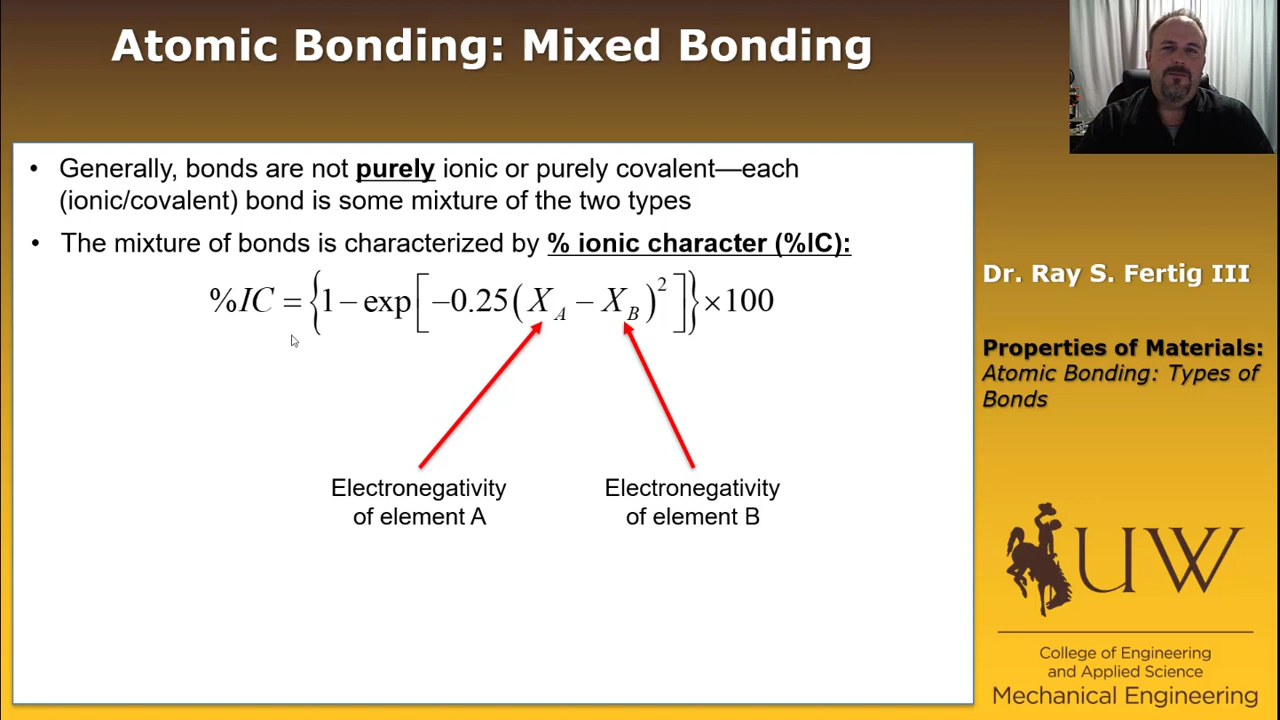 Atomic Bonding: Mixed Bonding
• Generally, bonds are not purely ionic or purely covalent—each
(ionic/covalent) bond is some mixture of the two types
• The mixture of bonds is characterized by % ionic character (%IC):
%IC = {1 − exp[−0.25(X_A − X_B)²]} × 100
Electronegativity
of element A
Electronegativity
of element B
Dr. Ray S. Fertig III
Properties of Materials:
Atomic Bonding: Types of
Bonds
UW
College of Engineering
and Applied Science
Mechanical Engineering